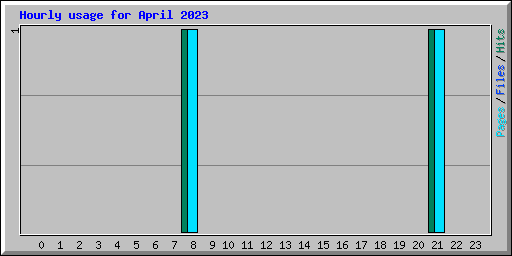 Hourly usage for April 2023
1
Pages/Files/Hits
0 1 2 3 4 5 6 7 8 9 10 11 12 13 14 15 16 17 18 19 20 21 22 23